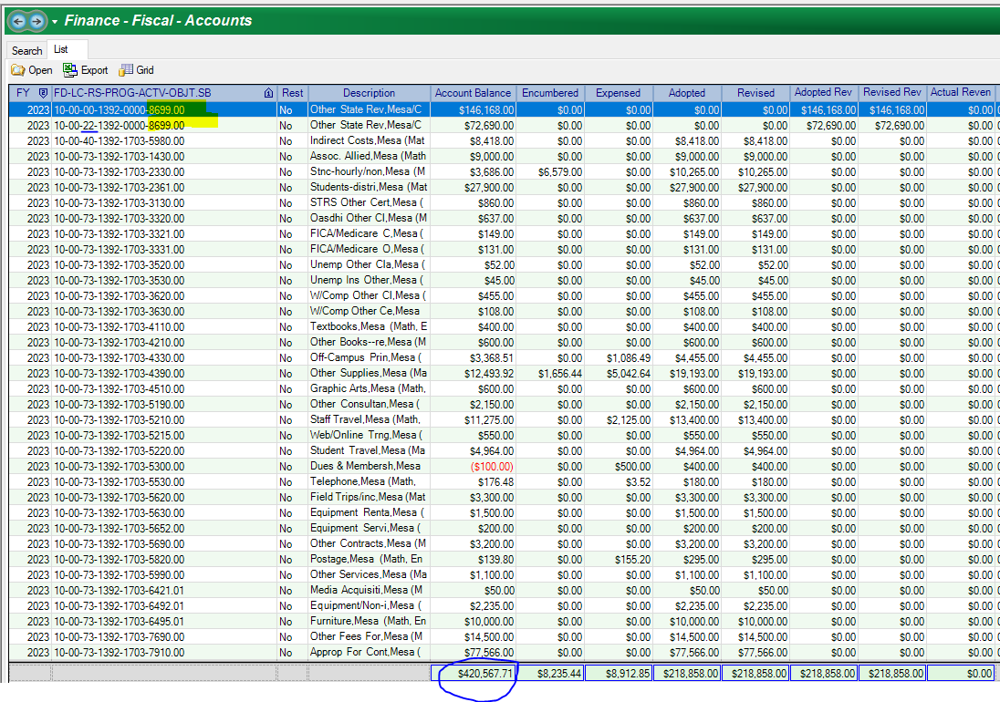 Finance - Fiscal - Accounts
Search List
Open Export Grid
FY FD-LC-RS-PROG-ACTV-OBJT.SB Rest Description Account Balance Encumbered Expensed Adopted Revised Adopted Rev Revised Rev Actual Reven
2023 10-00-00-1392-0000-8699.00 No Other State Rev,Mesa/C $146,168.00 $0.00 $0.00 $0.00 $0.00 $146,168.00 $146,168.00 $0.00
2023 10-00-22-1392-0000-8699.00 No Other State Rev,Mesa/C $72,690.00 $0.00 $0.00 $0.00 $0.00 $72,690.00 $72,690.00 $0.00
2023 10-00-40-1392-1703-5980.00 No Indirect Costs,Mesa (Mat $8,418.00 $0.00 $0.00 $8,418.00 $8,418.00 $0.00 $0.00 $0.00
2023 10-00-73-1392-1703-1430.00 No Assoc. Allied,Mesa (Math $9,000.00 $0.00 $0.00 $9,000.00 $9,000.00 $0.00 $0.00 $0.00
2023 10-00-73-1392-1703-2330.00 No Stnc-hourly/non,Mesa (M $3,686.00 $6,579.00 $0.00 $10,265.00 $10,265.00 $0.00 $0.00 $0.00
2023 10-00-73-1392-1703-2361.00 No Students-distri,Mesa (Mat $27,900.00 $0.00 $0.00 $27,900.00 $27,900.00 $0.00 $0.00 $0.00
2023 10-00-73-1392-1703-3130.00 No STRS Other Cert,Mesa ( $860.00 $0.00 $0.00 $860.00 $860.00 $0.00 $0.00 $0.00
2023 10-00-73-1392-1703-3320.00 No Oasdhi Other Cl,Mesa (M $637.00 $0.00 $0.00 $637.00 $637.00 $0.00 $0.00 $0.00
2023 10-00-73-1392-1703-3321.00 No FICA/Medicare C,Mesa ( $149.00 $0.00 $0.00 $149.00 $149.00 $0.00 $0.00 $0.00
2023 10-00-73-1392-1703-3331.00 No FICA/Medicare O,Mesa ( $131.00 $0.00 $0.00 $131.00 $131.00 $0.00 $0.00 $0.00
2023 10-00-73-1392-1703-3520.00 No Unemp Other Cla,Mesa ( $52.00 $0.00 $0.00 $52.00 $52.00 $0.00 $0.00 $0.00
2023 10-00-73-1392-1703-3530.00 No Unemp Ins Other,Mesa ( $45.00 $0.00 $0.00 $45.00 $45.00 $0.00 $0.00 $0.00
2023 10-00-73-1392-1703-3620.00 No W/Comp Other Cl,Mesa ( $455.00 $0.00 $0.00 $455.00 $455.00 $0.00 $0.00 $0.00
2023 10-00-73-1392-1703-3630.00 No W/Comp Other Ce,Mesa $108.00 $0.00 $0.00 $108.00 $108.00 $0.00 $0.00 $0.00
2023 10-00-73-1392-1703-4110.00 No Textbooks,Mesa (Math, E $400.00 $0.00 $0.00 $400.00 $400.00 $0.00 $0.00 $0.00
2023 10-00-73-1392-1703-4210.00 No Other Books--re,Mesa (M $600.00 $0.00 $0.00 $600.00 $600.00 $0.00 $0.00 $0.00
2023 10-00-73-1392-1703-4330.00 No Off-Campus Prin,Mesa ( $3,368.51 $0.00 $1,086.49 $4,455.00 $4,455.00 $0.00 $0.00 $0.00
2023 10-00-73-1392-1703-4390.00 No Other Supplies,Mesa (Ma $12,493.92 $1,656.44 $5,042.64 $19,193.00 $19,193.00 $0.00 $0.00 $0.00
2023 10-00-73-1392-1703-4510.00 No Graphic Arts,Mesa (Math, $600.00 $0.00 $0.00 $600.00 $600.00 $0.00 $0.00 $0.00
2023 10-00-73-1392-1703-5190.00 No Other Consultan,Mesa ( $2,150.00 $0.00 $0.00 $2,150.00 $2,150.00 $0.00 $0.00 $0.00
2023 10-00-73-1392-1703-5210.00 No Staff Travel,Mesa (Math, $11,275.00 $0.00 $2,125.00 $13,400.00 $13,400.00 $0.00 $0.00 $0.00
2023 10-00-73-1392-1703-5215.00 No Web/Online Trng,Mesa ( $550.00 $0.00 $0.00 $550.00 $550.00 $0.00 $0.00 $0.00
2023 10-00-73-1392-1703-5220.00 No Student Travel,Mesa (Ma $4,964.00 $0.00 $0.00 $4,964.00 $4,964.00 $0.00 $0.00 $0.00
2023 10-00-73-1392-1703-5300.00 No Dues & Membersh,Mesa ($100.00) $0.00 $500.00 $400.00 $400.00 $0.00 $0.00 $0.00
2023 10-00-73-1392-1703-5530.00 No Telephone,Mesa (Math, $176.48 $0.00 $3.52 $180.00 $180.00 $0.00 $0.00 $0.00
2023 10-00-73-1392-1703-5620.00 No Field Trips/inc,Mesa (Mat $3,300.00 $0.00 $0.00 $3,300.00 $3,300.00 $0.00 $0.00 $0.00
2023 10-00-73-1392-1703-5630.00 No Equipment Renta,Mesa ( $1,500.00 $0.00 $0.00 $1,500.00 $1,500.00 $0.00 $0.00 $0.00
2023 10-00-73-1392-1703-5652.00 No Equipment Servi,Mesa ( $200.00 $0.00 $0.00 $200.00 $200.00 $0.00 $0.00 $0.00
2023 10-00-73-1392-1703-5690.00 No Other Contracts,Mesa (M $3,200.00 $0.00 $0.00 $3,200.00 $3,200.00 $0.00 $0.00 $0.00
2023 10-00-73-1392-1703-5820.00 No Postage,Mesa (Math, En $139.80 $0.00 $155.20 $295.00 $295.00 $0.00 $0.00 $0.00
2023 10-00-73-1392-1703-5990.00 No Other Services,Mesa (Ma $1,100.00 $0.00 $0.00 $1,100.00 $1,100.00 $0.00 $0.00 $0.00
2023 10-00-73-1392-1703-6421.01 No Media Acquisiti,Mesa (M $50.00 $0.00 $0.00 $50.00 $50.00 $0.00 $0.00 $0.00
2023 10-00-73-1392-1703-6492.01 No Equipment/Non-i,Mesa ( $2,235.00 $0.00 $0.00 $2,235.00 $2,235.00 $0.00 $0.00 $0.00
2023 10-00-73-1392-1703-6495.01 No Furniture,Mesa (Math, En $10,000.00 $0.00 $0.00 $10,000.00 $10,000.00 $0.00 $0.00 $0.00
2023 10-00-73-1392-1703-7690.00 No Other Fees For,Mesa (M $14,500.00 $0.00 $0.00 $14,500.00 $14,500.00 $0.00 $0.00 $0.00
2023 10-00-73-1392-1703-7910.00 No Approp For Cont,Mesa ( $77,566.00 $0.00 $0.00 $77,566.00 $77,566.00 $0.00 $0.00 $0.00
$420,567.71 $8,235.44 $8,912.85 $218,858.00 $218,858.00 $218,858.00 $218,858.00 $0.00